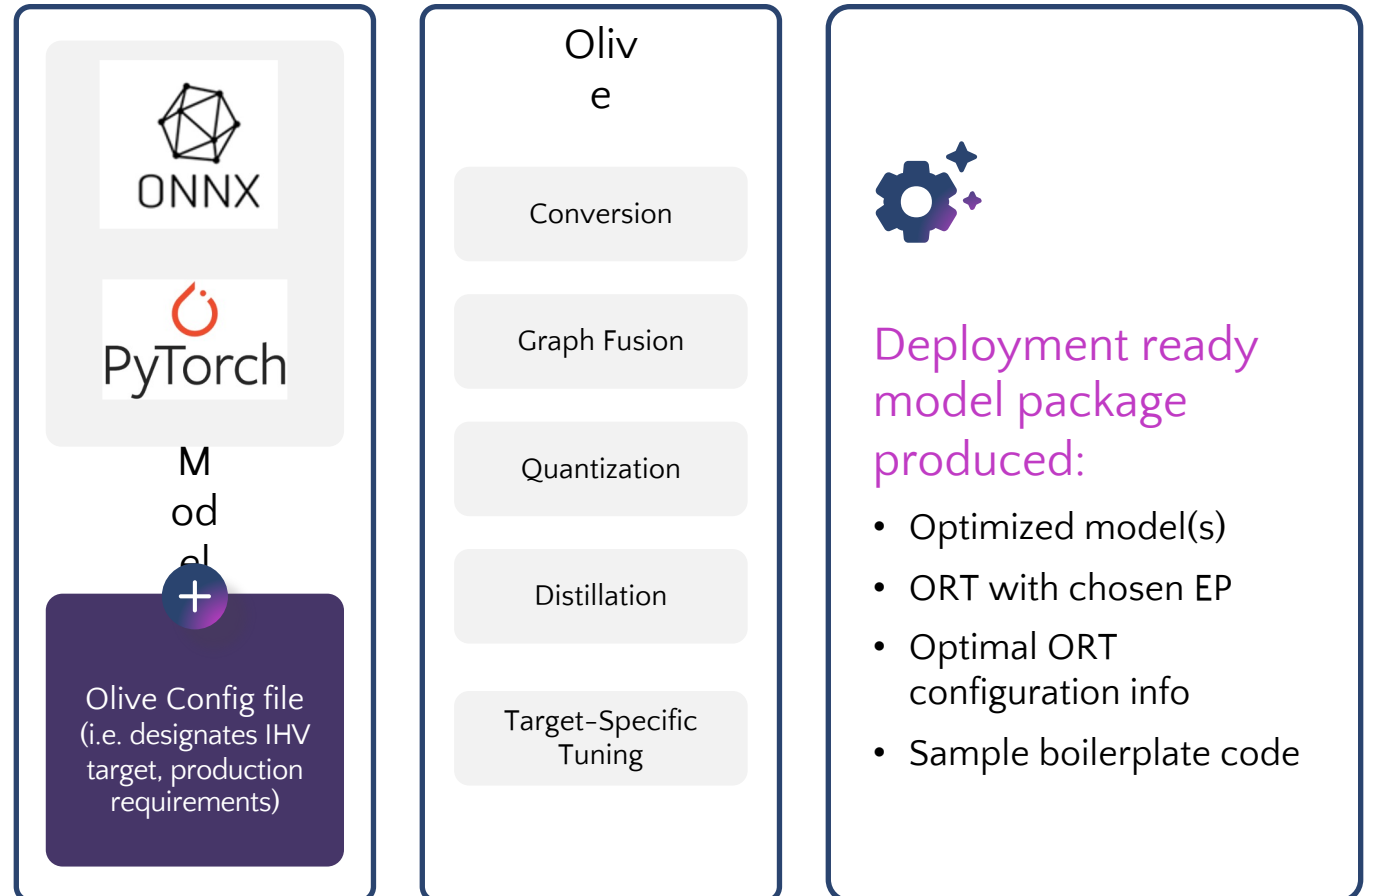 ONNX
PyTorch
M
od
el
Olive Config file
(i.e. designates IHV
target, production
requirements)
Oliv
e
Conversion
Graph Fusion
Quantization
Distillation
Target-Specific
Tuning
Deployment ready
model package
produced:
• Optimized model(s)
• ORT with chosen EP
• Optimal ORT
configuration info
• Sample boilerplate code